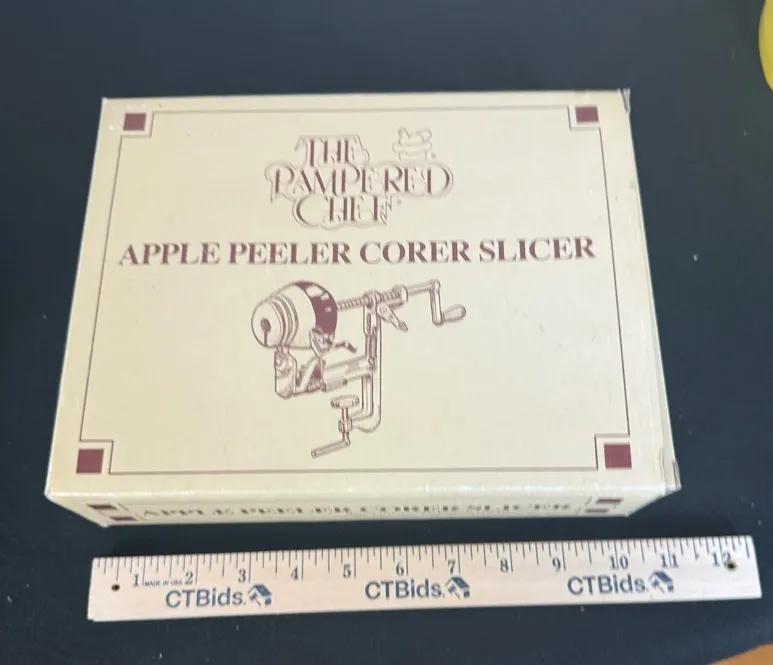 THE
PAMPERED
CHEF
APPLE PEELER CORER SLICER
APPLE PEELER CORER SLICER
1 MADE IN USA 2 3 4 5 6 7 8 9 10 11 12
CTBids. CTBids. CTBids.